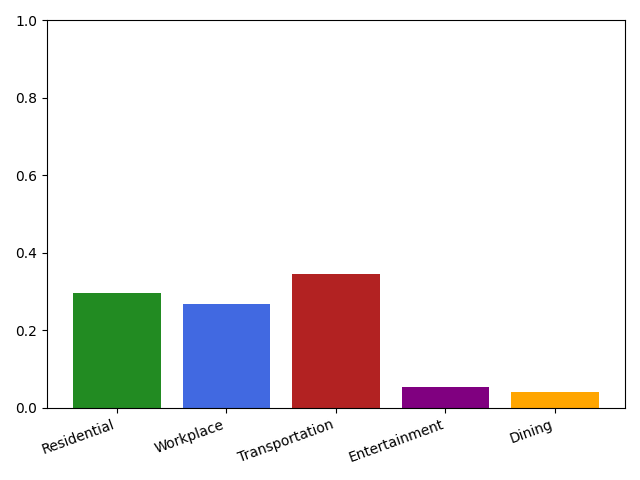 1.0
0.8
0.6
0.4
0.2
0.0
Residential
Workplace
Transportation
Entertainment
Dining